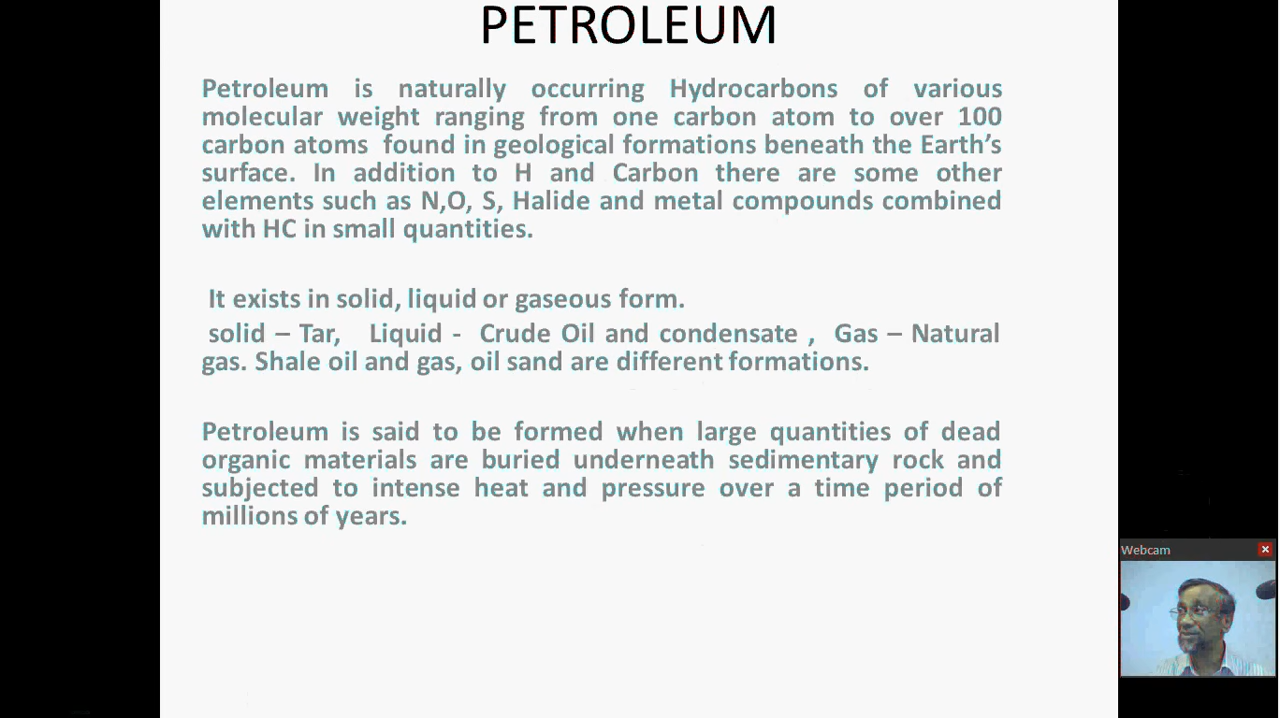 PETROLEUM
Petroleum is naturally occurring Hydrocarbons of various
molecular weight ranging from one carbon atom to over 100
carbon atoms found in geological formations beneath the Earth’s
surface. In addition to H and Carbon there are some other
elements such as N,O, S, Halide and metal compounds combined
with HC in small quantities.
It exists in solid, liquid or gaseous form.
solid – Tar, Liquid - Crude Oil and condensate , Gas – Natural
gas. Shale oil and gas, oil sand are different formations.
Petroleum is said to be formed when large quantities of dead
organic materials are buried underneath sedimentary rock and
subjected to intense heat and pressure over a time period of
millions of years.
Webcam